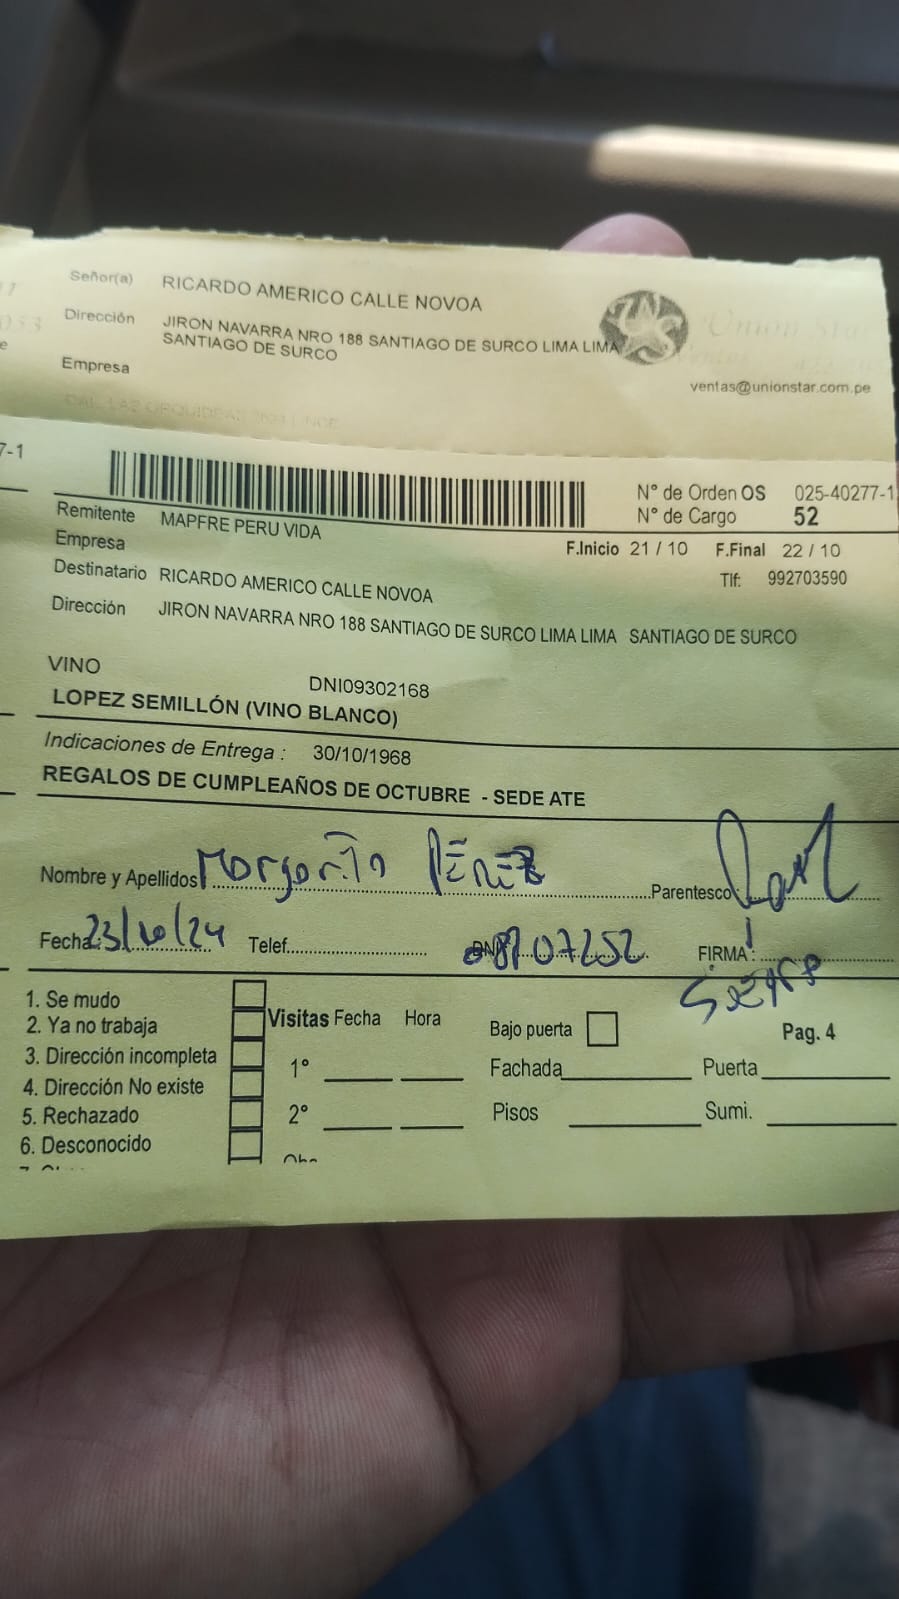 Señor(a) RICARDO AMERICO CALLE NOVOA
Dirección JIRON NAVARRA NRO 188 SANTIAGO DE SURCO LIMA LIMA
SANTIAGO DE SURCO
Empresa
Union Star
ventas@unionstar.com.pe
7-1
N° de Orden OS 025-40277-1
N° de Cargo 52
Remitente MAPFRE PERU VIDA
Empresa
F.Inicio 21 / 10 F.Final 22 / 10
Destinatario RICARDO AMERICO CALLE NOVOA
Tlf: 992703590
Dirección JIRON NAVARRA NRO 188 SANTIAGO DE SURCO LIMA LIMA SANTIAGO DE SURCO
VINO
DNI09302168
LOPEZ SEMILLÓN (VINO BLANCO)
Indicaciones de Entrega : 30/10/1968
REGALOS DE CUMPLEAÑOS DE OCTUBRE - SEDE ATE
Nombre y Apellidos Morgarita PÉREZ Parentesco
Fecha: 23/10/24 Telef. DNI 07252 FIRMA:
1. Se mudo
2. Ya no trabaja
3. Dirección incompleta
4. Dirección No existe
5. Rechazado
6. Desconocido
Visitas Fecha Hora
1°
2°
Bajo puerta
Pag. 4
Fachada Puerta
Pisos Sumi.